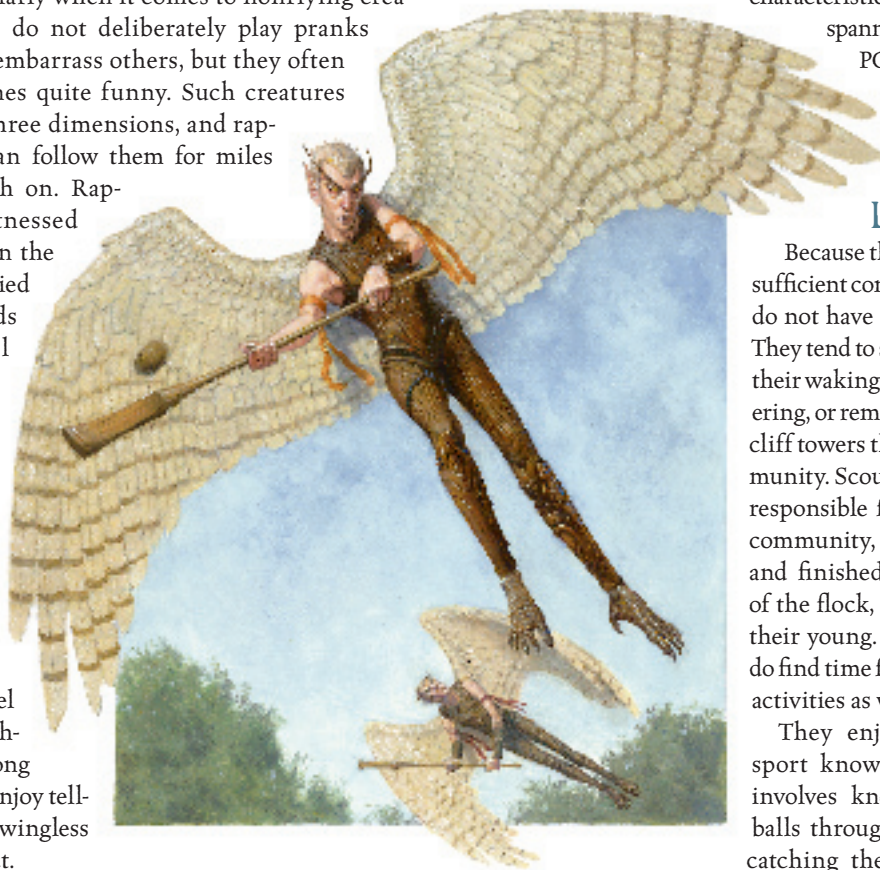 do not deliberately play pranks
embarrass others, but they often
nes quite funny. Such creatures
hree dimensions, and rap-
an follow them for miles
h on. Rap-
tnessed
n the
ied
ds
l
el
h-
ong
njoy tell-
wingless
t.
spann
PC
L
Because th
sufficient con
do not have
They tend to s
their waking
ering, or rem
cliff towers th
munity. Scou
responsible f
community,
and finished
of the flock,
their young.
do find time f
activities as w
They enj
sport know
involves kn
balls throug
catching the